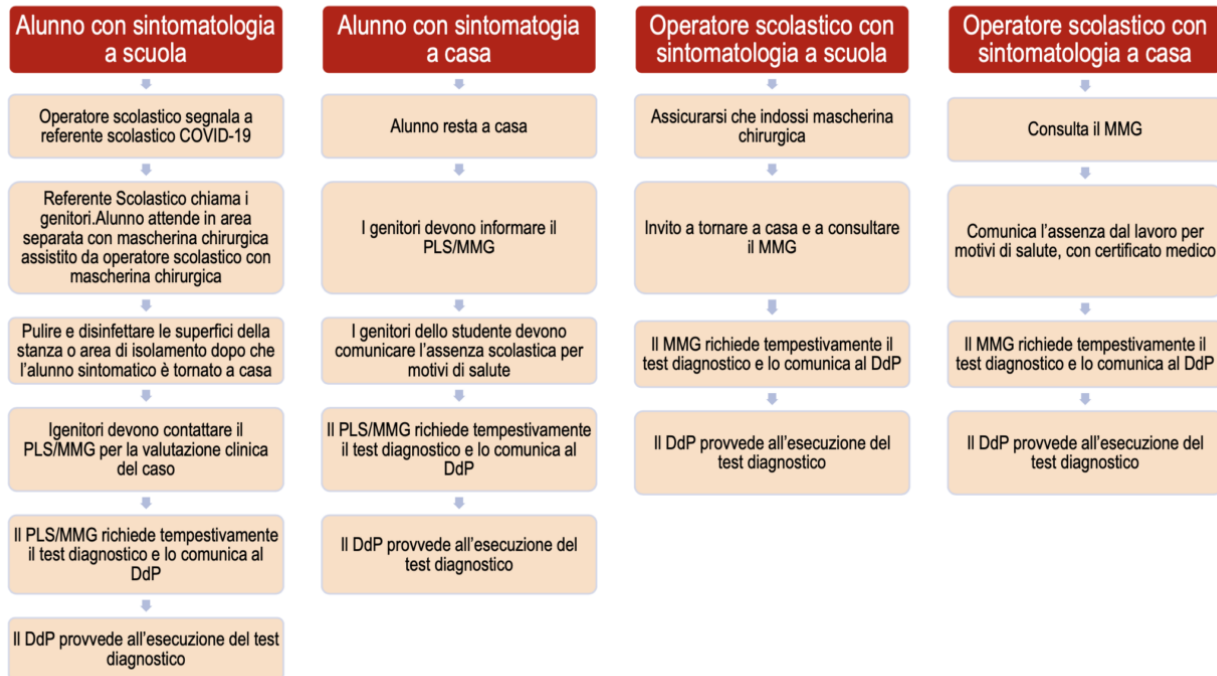 Alunno con sintomatologia
a scuola
Operatore scolastico segnala a
referente scolastico COVID-19
Referente Scolastico chiama i
genitori.Alunno attende in area
separata con mascherina chirurgica
assistito da operatore scolastico con
mascherina chirurgica
Pulire e disinfettare le superfici della
stanza o area di isolamento dopo che
l'alunno sintomatico è tornato a casa
Igenitori devono contattare il
PLS/MMG per la valutazione clinica
del caso
Il PLS/MMG richiede tempestivamente
il test diagnostico e lo comunica al
DdP
Il DdP provvede all'esecuzione del test
diagnostico
Alunno con sintomatogia
a casa
Alunno resta a casa
I genitori devono informare il
PLS/MMG
I genitori dello studente devono
comunicare l'assenza scolastica per
motivi di salute
Il PLS/MMG richiede tempestivamente
il test diagnostico e lo comunica al
DdP
Il DdP provvede all'esecuzione del
test diagnostico
Operatore scolastico con
sintomatologia a scuola
Assicurarsi che indossi mascherina
chirurgica
Invito a tornare a casa e a consultare
il MMG
Il MMG richiede tempestivamente il
test diagnostico e lo comunica al DdP
Il DdP provvede all'esecuzione del
test diagnostico
Operatore scolastico con
sintomatologia a casa
Consulta il MMG
Comunica l'assenza dal lavoro per
motivi di salute, con certificato medico
Il MMG richiede tempestivamente il
test diagnostico e lo comunica al DdP
Il DdP provvede all'esecuzione del
test diagnostico